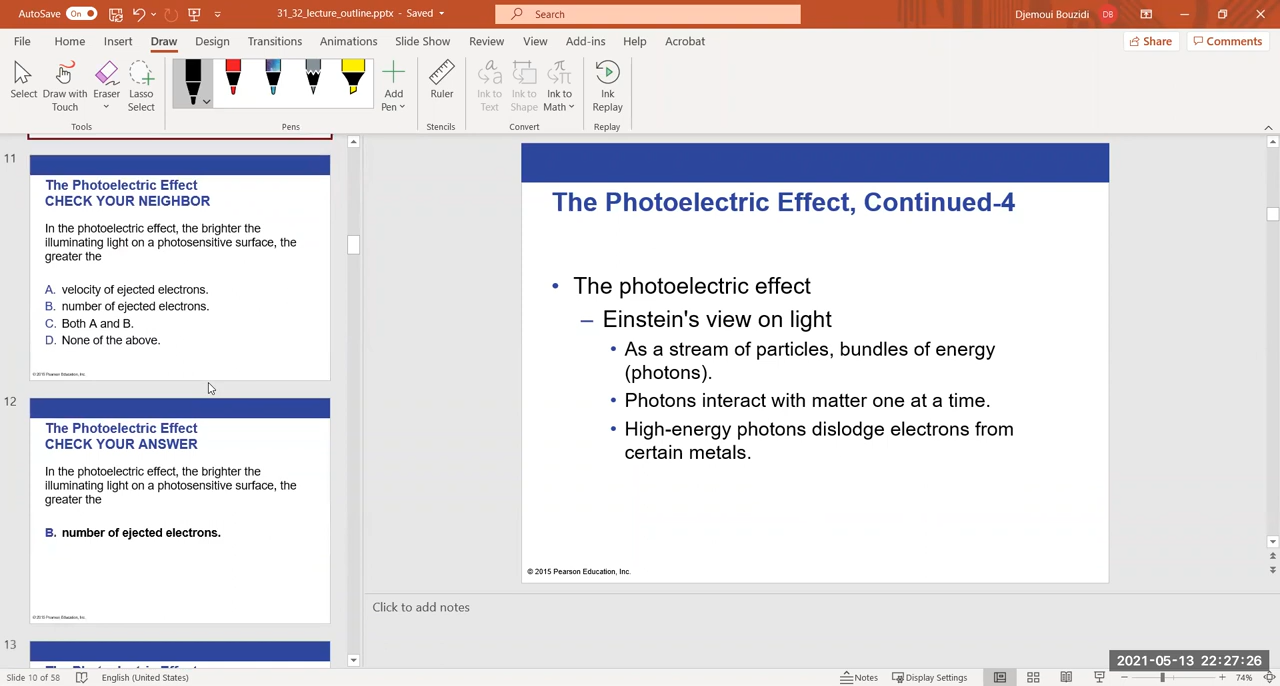 AutoSave On 31_32_lecture_outline.pptx - Saved Search Djemoui Bouzidi DB
File Home Insert Draw Design Transitions Animations Slide Show Review View Add-ins Help Acrobat Share Comments
Select Draw with Touch Eraser Lasso Select Add Pen Ruler Ink to Text Ink to Shape Ink to Math Ink Replay
Tools Pens Stencils Convert Replay
11
The Photoelectric Effect
CHECK YOUR NEIGHBOR
In the photoelectric effect, the brighter the
illuminating light on a photosensitive surface, the
greater the
A. velocity of ejected electrons.
B. number of ejected electrons.
C. Both A and B.
D. None of the above.
© 2015 Pearson Education, Inc.
12
The Photoelectric Effect
CHECK YOUR ANSWER
In the photoelectric effect, the brighter the
illuminating light on a photosensitive surface, the
greater the
B. number of ejected electrons.
© 2015 Pearson Education, Inc.
13
The Photoelectric Effect, Continued-4
• The photoelectric effect
– Einstein's view on light
• As a stream of particles, bundles of energy
(photons).
• Photons interact with matter one at a time.
• High-energy photons dislodge electrons from
certain metals.
© 2015 Pearson Education, Inc.
Click to add notes
2021-05-13 22:27:26
Slide 10 of 58 English (United States) Notes Display Settings 74%